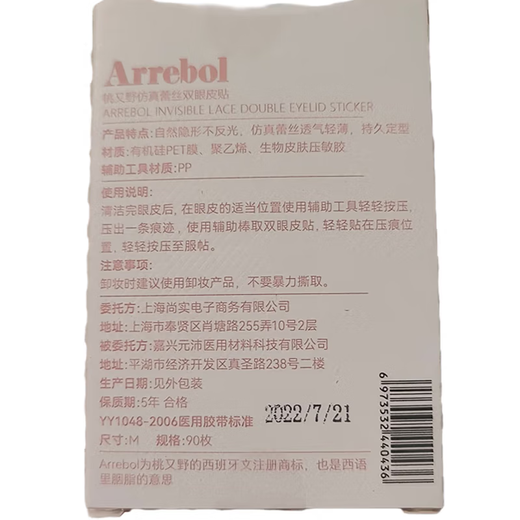 Arrebol
桃又野仿真蕾丝双眼皮贴
ARREBOL INVISIBLE LACE DOUBLE EYELID STICKER
产品特点:自然隐形不反光、仿真蕾丝透气轻薄、持久定型
材质:有机硅PET膜、聚乙烯、生物皮肤压敏胶
辅助工具材质:PP
使用说明:
清洁完眼皮后,在眼皮的适当位置使用辅助工具轻轻按压,
压出一条痕迹,使用辅助棒取双眼皮贴,轻轻贴在压痕位
置,轻轻按压至服帖。
注意事项:
卸妆时建议使用卸妆产品,不要暴力撕取。
委托方:上海尚实电子商务有限公司
地址:上海市奉贤区肖塘路255弄10号2层
被委托方:嘉兴元沛医用材料科技有限公司
地址:平湖市经济开发区真圣路238号二楼
生产日期:见外包装
保质期:5年 合格
2022/7/21
YY1048-2006医用胶带标准
尺寸:M 规格:90枚
Arrebol为桃又野的西班牙文注册商标,也是西语
里胭脂的意思
6973532440436